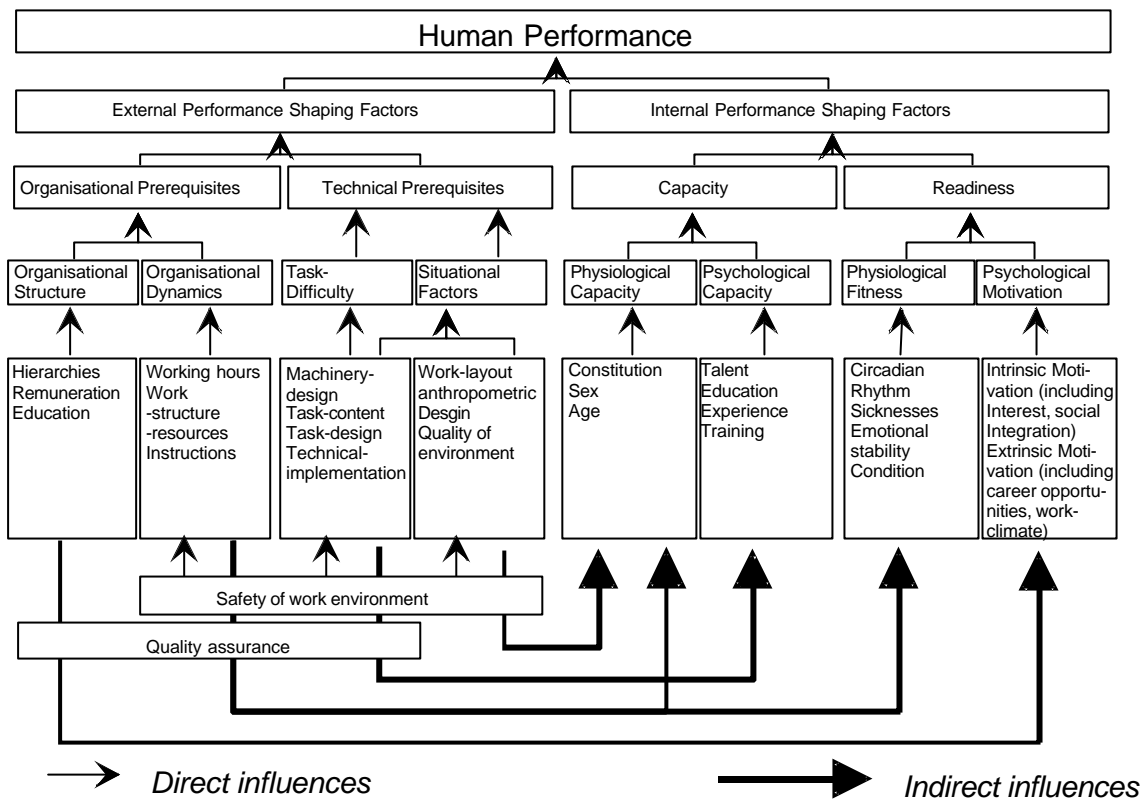 Human Performance
External Performance Shaping Factors
Internal Performance Shaping Factors
Organisational Prerequisites
Technical Prerequisites
Capacity
Readiness
Organisational
Structure
Organisational
Dynamics
Task-
Difficulty
Situational
Factors
Physiological
Capacity
Psychological
Capacity
Physiological
Fitness
Psychological
Motivation
Hierarchies
Remuneration
Education
Working hours
Work
-structure
-resources
Instructions
Machinery-
design
Task-content
Task-design
Technical-
implementation
Work-layout
anthropometric
Desgin
Quality of
environment
Constitution
Sex
Age
Talent
Education
Experience
Training
Circadian
Rhythm
Sicknesses
Emotional
stability
Condition
Intrinsic Moti-
vation (including
Interest, social
Integration)
Extrinsic Moti-
vation (including
career opportu-
nities, work-
climate)
Safety of work environment
Quality assurance
Direct influences
Indirect influences